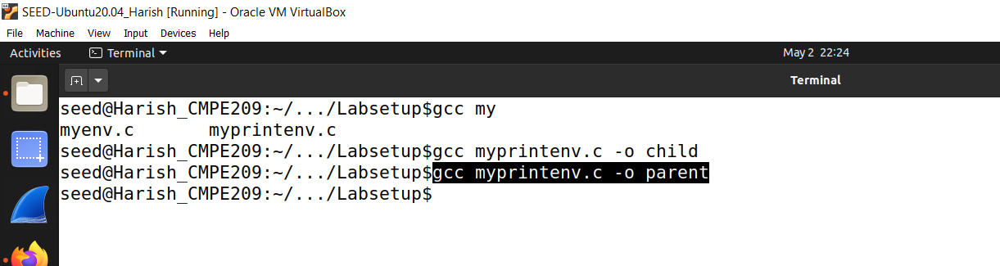 SEED-Ubuntu20.04_Harish [Running] - Oracle VM VirtualBox
File Machine View Input Devices Help
Activities Terminal May 2 22:24
Terminal
seed@Harish_CMPE209:~/.../Labsetup$gcc my
myenv.c       myprintenv.c
seed@Harish_CMPE209:~/.../Labsetup$gcc myprintenv.c -o child
seed@Harish_CMPE209:~/.../Labsetup$gcc myprintenv.c -o parent
seed@Harish_CMPE209:~/.../Labsetup$